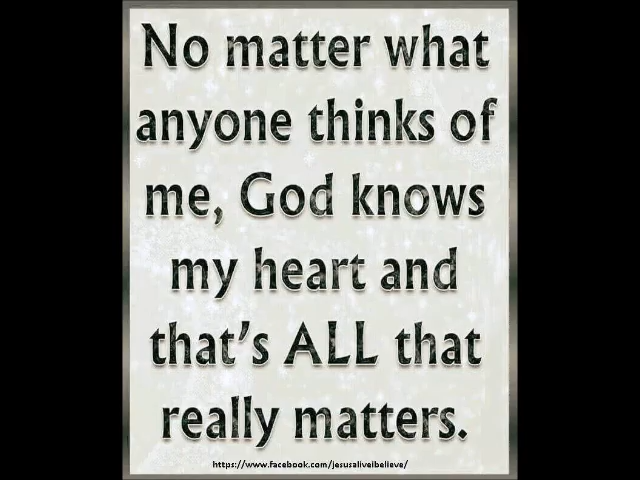 No matter what
anyone thinks of
me, God knows
my heart and
that's ALL that
really matters.
https://www.facebook.com/jesusaliveibelieve/